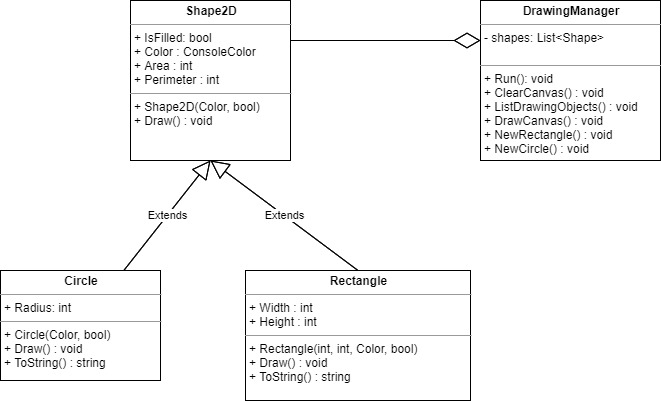 Shape2D
+ IsFilled: bool
+ Color : ConsoleColor
+ Area : int
+ Perimeter : int
+ Shape2D(Color, bool)
+ Draw() : void
DrawingManager
- shapes: List<Shape>
+ Run(): void
+ ClearCanvas() : void
+ ListDrawingObjects() : void
+ DrawCanvas() : void
+ NewRectangle() : void
+ NewCircle() : void
Extends
Extends
Circle
+ Radius: int
+ Circle(Color, bool)
+ Draw() : void
+ ToString() : string
Rectangle
+ Width : int
+ Height : int
+ Rectangle(int, int, Color, bool)
+ Draw() : void
+ ToString() : string